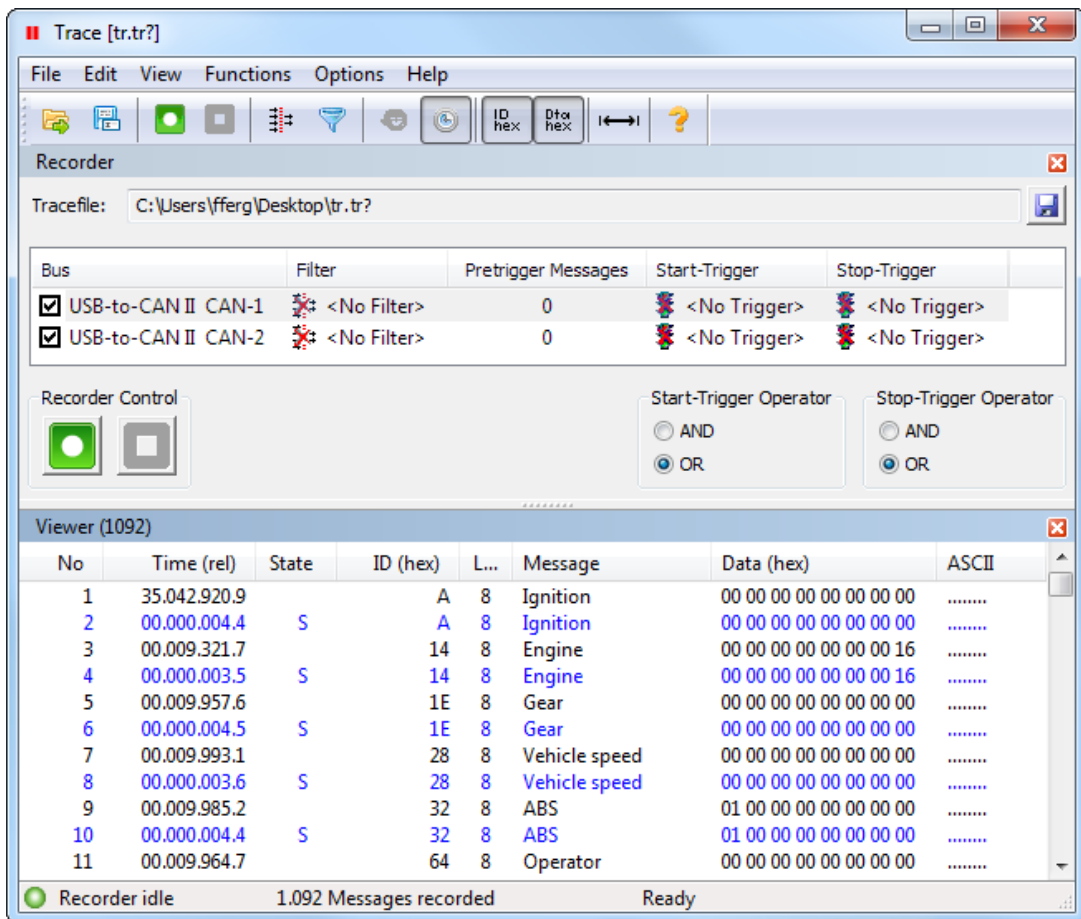 Trace [tr.tr?]
File Edit View Functions Options Help
ID hex Dta hex
Recorder
Tracefile: C:\Users\fferg\Desktop\tr.tr?
Bus Filter Pretrigger Messages Start-Trigger Stop-Trigger
USB-to-CAN II CAN-1 <No Filter> 0 <No Trigger> <No Trigger>
USB-to-CAN II CAN-2 <No Filter> 0 <No Trigger> <No Trigger>
Recorder Control Start-Trigger Operator Stop-Trigger Operator
AND AND
OR OR
Viewer (1092)
No Time (rel) State ID (hex) L... Message Data (hex) ASCII
1 35.042.920.9 A 8 Ignition 00 00 00 00 00 00 00 00 ........
2 00.000.004.4 S A 8 Ignition 00 00 00 00 00 00 00 00 ........
3 00.009.321.7 14 8 Engine 00 00 00 00 00 00 00 16 ........
4 00.000.003.5 S 14 8 Engine 00 00 00 00 00 00 00 16 ........
5 00.009.957.6 1E 8 Gear 00 00 00 00 00 00 00 00 ........
6 00.000.004.5 S 1E 8 Gear 00 00 00 00 00 00 00 00 ........
7 00.009.993.1 28 8 Vehicle speed 00 00 00 00 00 00 00 00 ........
8 00.000.003.6 S 28 8 Vehicle speed 00 00 00 00 00 00 00 00 ........
9 00.009.985.2 32 8 ABS 01 00 00 00 00 00 00 00 ........
10 00.000.004.4 S 32 8 ABS 01 00 00 00 00 00 00 00 ........
11 00.009.964.7 64 8 Operator 00 00 00 00 00 00 00 00 ........
Recorder idle 1.092 Messages recorded Ready